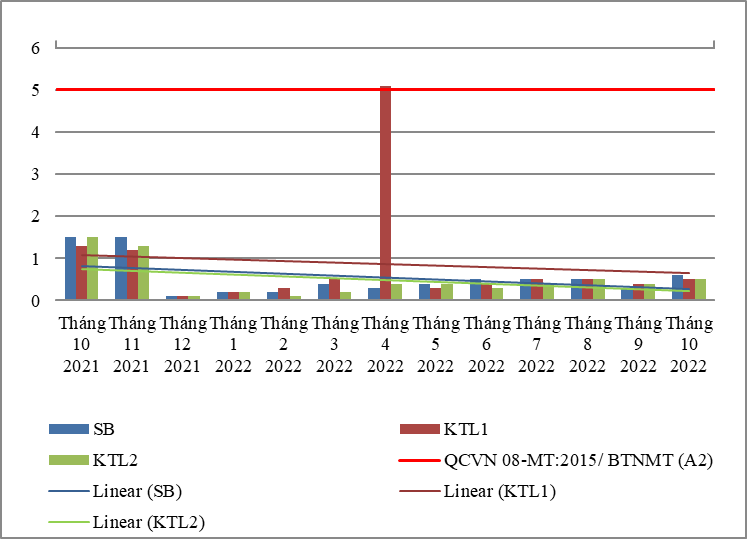 6
5
4
3
2
1
0
Tháng Tháng Tháng Tháng Tháng Tháng Tháng Tháng Tháng Tháng Tháng Tháng Tháng
10 11 12 1 2 3 4 5 6 7 8 9 10
2021 2021 2021 2022 2022 2022 2022 2022 2022 2022 2022 2022 2022
SB KTL1
KTL2 QCVN 08-MT:2015/ BTNMT (A2)
Linear (SB) Linear (KTL1)
Linear (KTL2)